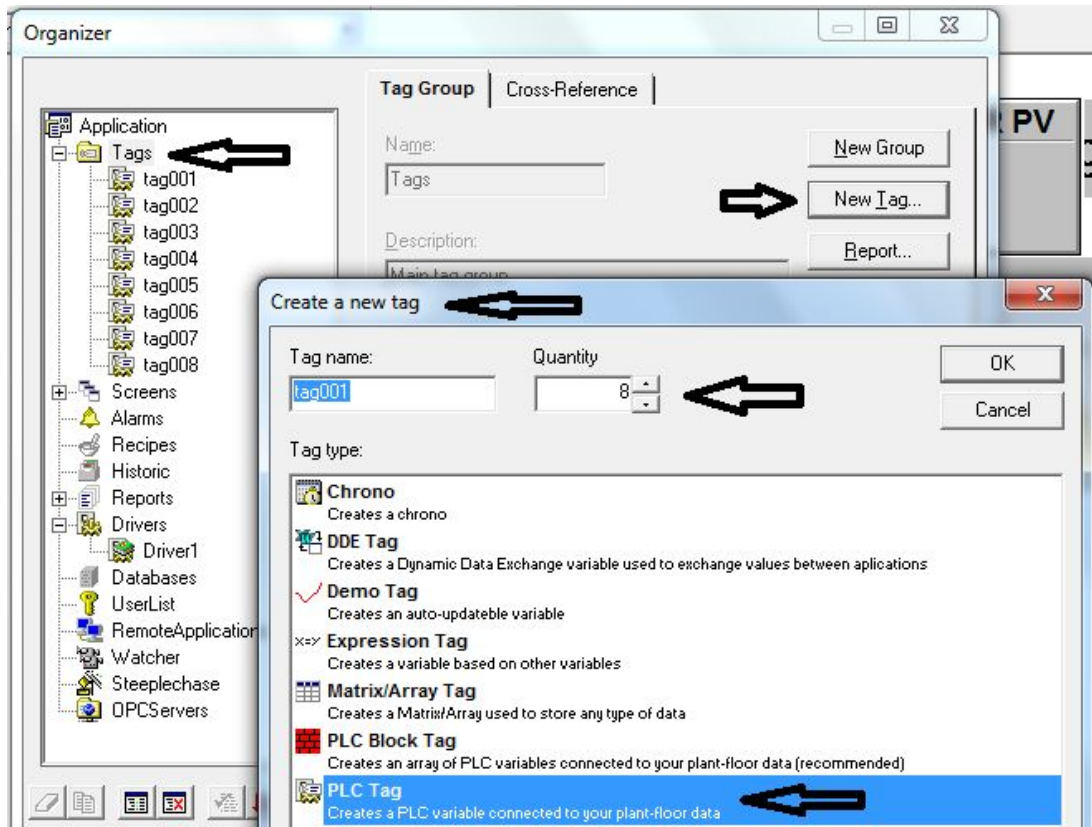 Organizer
Tag Group
Cross-Reference
Application
Tags
tag001
tag002
tag003
tag004
tag005
tag006
tag007
tag008
Screens
Alarms
Recipes
Historic
Reports
Drivers
Driver1
Databases
UserList
RemoteApplication
Watcher
Steeplechase
OPCServers
Name:
Tags
Description:
Main tag group
New Group
New Tag...
Report...
PV
Create a new tag
Tag name:
Quantity
tag001
8
OK
Cancel
Tag type:
Chrono
Creates a chrono
DDE Tag
Creates a Dynamic Data Exchange variable used to exchange values between aplications
Demo Tag
Creates an auto-updateble variable
x=y Expression Tag
Creates a variable based on other variables
Matrix/Array Tag
Creates a Matrix/Array used to store any type of data
PLC Block Tag
Creates an array of PLC variables connected to your plant-floor data (recommended)
PLC Tag
Creates a PLC variable connected to your plant-floor data